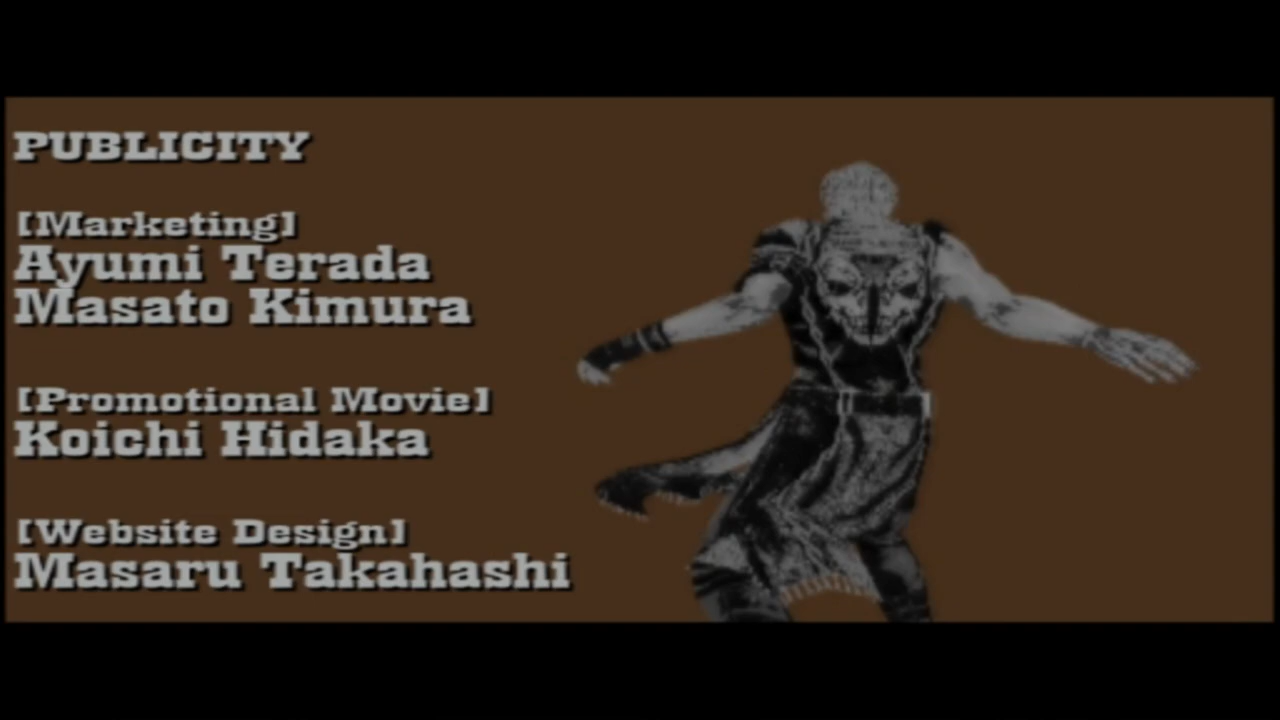 PUBLICITY
[Marketing]
Ayumi Terada
Masato Kimura
[Promotional Movie]
Koichi Hidaka
[Website Design]
Masaru Takahashi